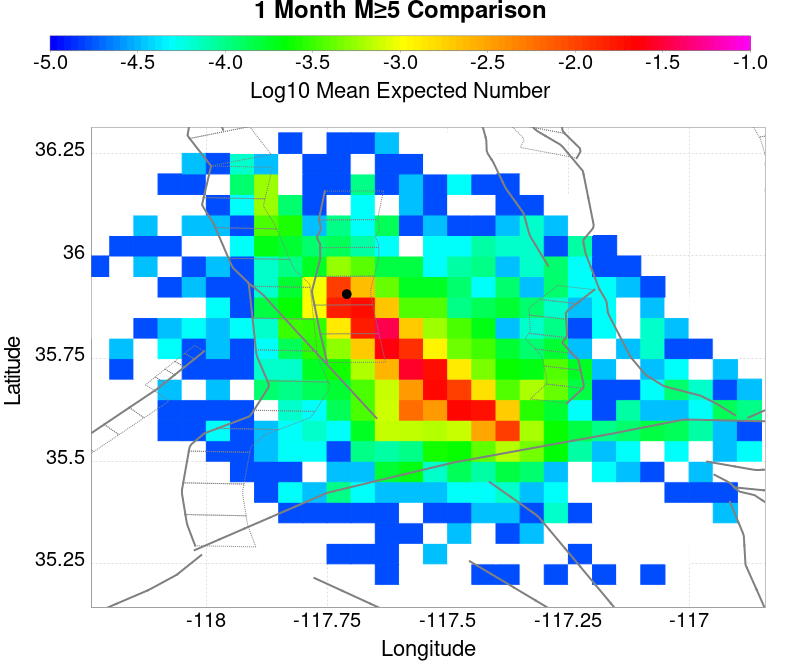 1 Month M≥5 Comparison
-5.0 -4.5 -4.0 -3.5 -3.0 -2.5 -2.0 -1.5 -1.0
Log10 Mean Expected Number
36.25
36
35.75
35.5
35.25
Latitude
-118 -117.75 -117.5 -117.25 -117
Longitude